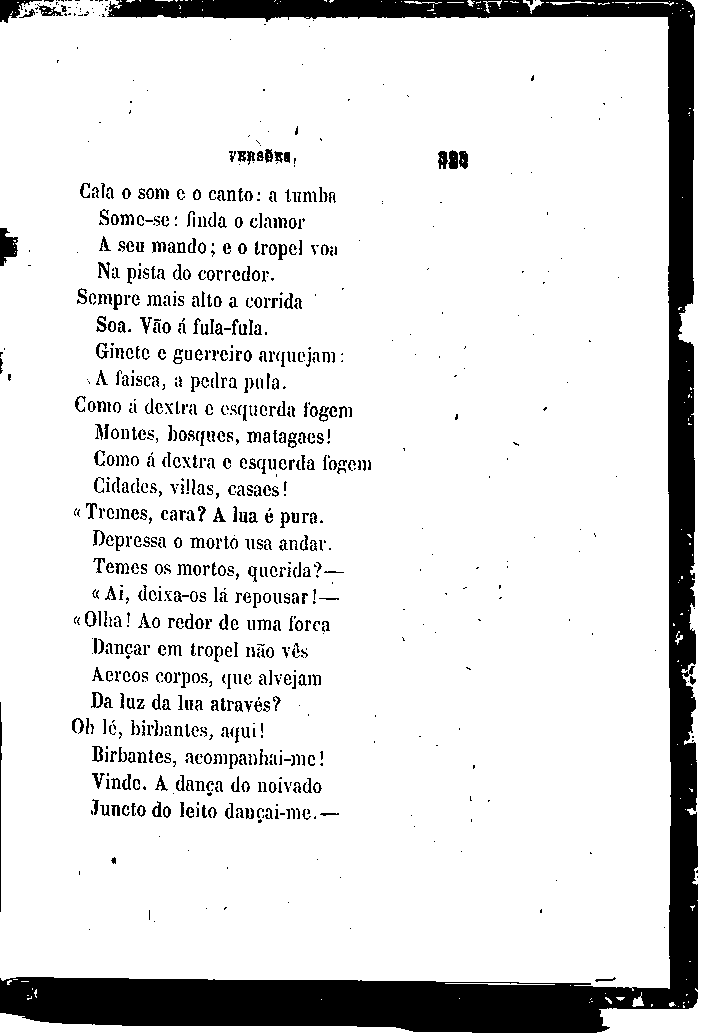 VERSÕES, 323
Cala o som e o canto: a tumba
Some-se: finda o clamor
A seu mando; e o tropel voa
Na pista do corredor.
Sempre mais alto a corrida
Soa. Vão á fula-fula.
Ginete e guerreiro arquejam:
A faisca, a pedra pula.
Como á dextra e esquerda fogem
Montes, bosques, matagaes!
Como á dextra e esquerda fogem
Cidades, villas, casaes!
«Tremes, cara? A lua é pura.
Depressa o morto usa andar.
Temes os mortos, querida?—
«Ai, deixa-os lá repousar!—
«Olha! Ao redor de uma forca
Dançar em tropel não vês
Aereos corpos, que alvejam
Da luz da lua através?
Oh lé, birbantes, aqui!
Birbantes, acompanhai-me!
Vinde. A dança do noivado
Juncto do leito dançai-me.—